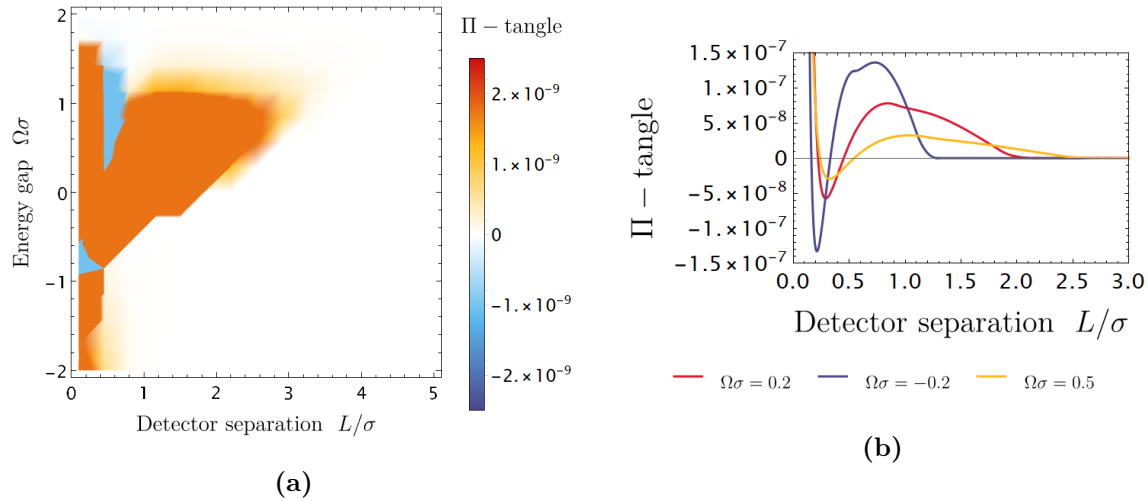 Π − tangle
2
1
0
−1
−2
Energy gap Ωσ
0 1 2 3 4 5
Detector separation L/σ
2.×10⁻⁹
1.×10⁻⁹
0
−1.×10⁻⁹
−2.×10⁻⁹
(a)
1.5×10⁻⁷
1.×10⁻⁷
5.×10⁻⁸
0
−5.×10⁻⁸
−1.×10⁻⁷
−1.5×10⁻⁷
Π − tangle
0.0 0.5 1.0 1.5 2.0 2.5 3.0
Detector separation L/σ
Ωσ = 0.2 Ωσ = −0.2 Ωσ = 0.5
(b)